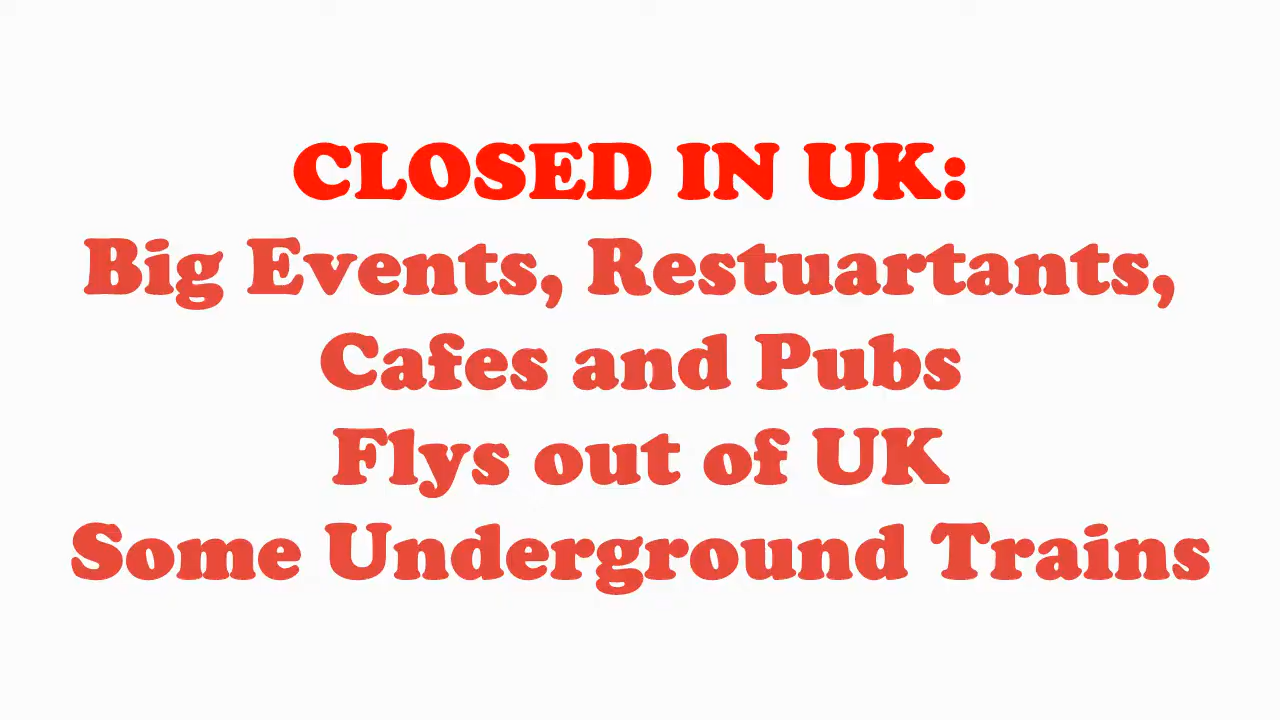 CLOSED IN UK:
Big Events, Restuartants,
Cafes and Pubs
Flys out of UK
Some Underground Trains